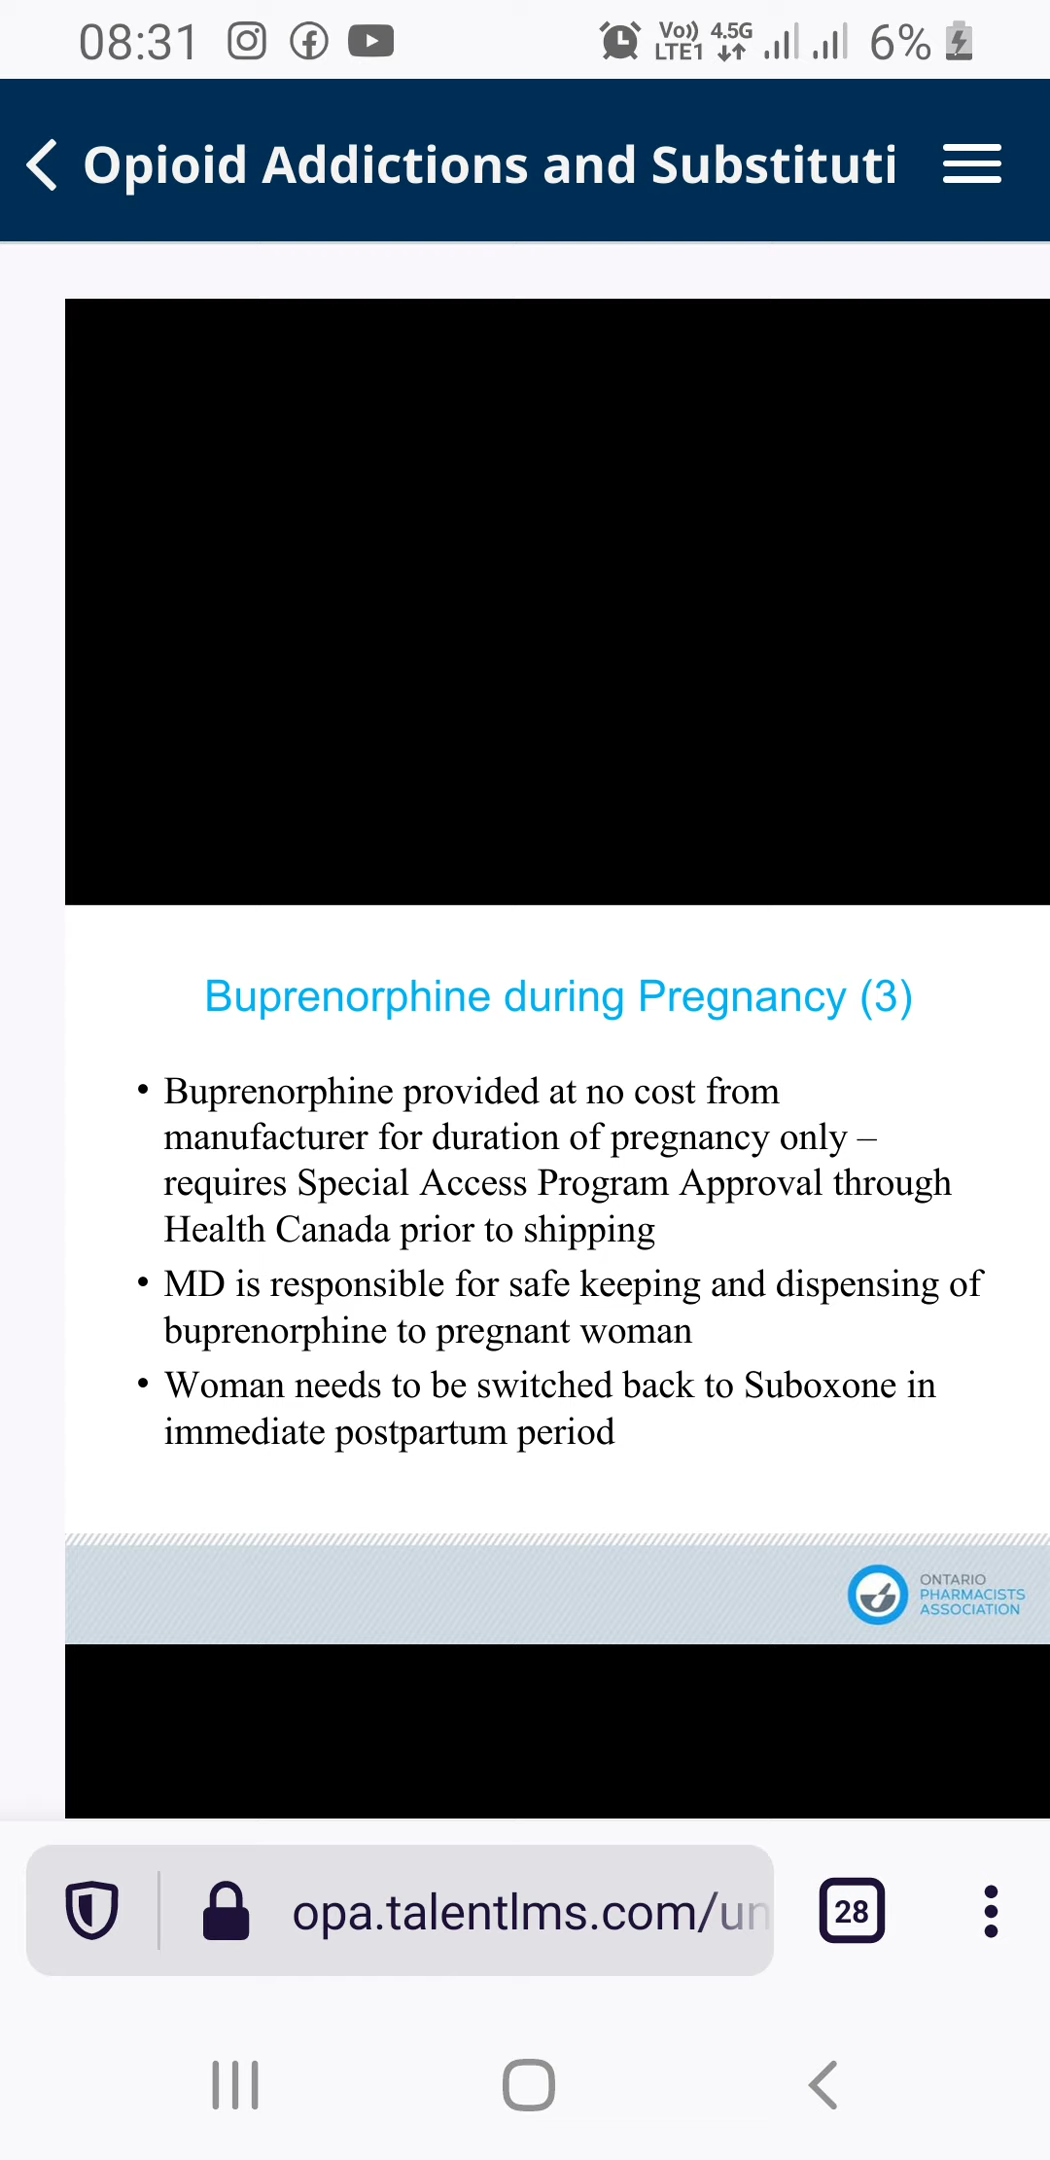 08:31
Vo))
LTE1
4.5G
6%
Opioid Addictions and Substituti
Buprenorphine during Pregnancy (3)
• Buprenorphine provided at no cost from
manufacturer for duration of pregnancy only –
requires Special Access Program Approval through
Health Canada prior to shipping
• MD is responsible for safe keeping and dispensing of
buprenorphine to pregnant woman
• Woman needs to be switched back to Suboxone in
immediate postpartum period
ONTARIO
PHARMACISTS
ASSOCIATION
opa.talentlms.com/un
28